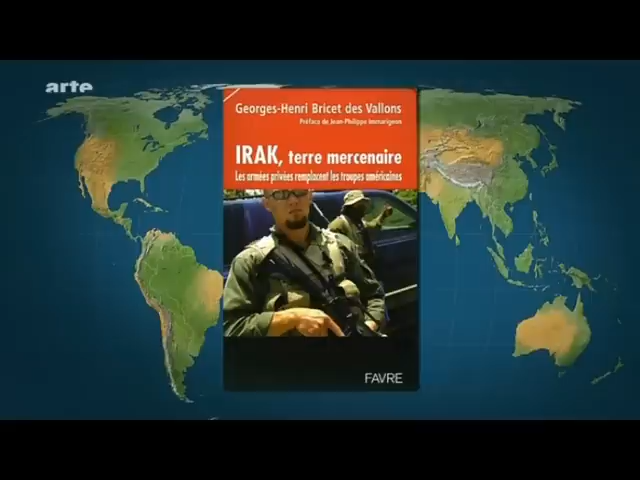 arte
Georges-Henri Bricet des Vallons
Préface de Jean-Philippe Immarigeon
IRAK, terre mercenaire
Les armées privées remplacent les troupes américaines
FAVRE